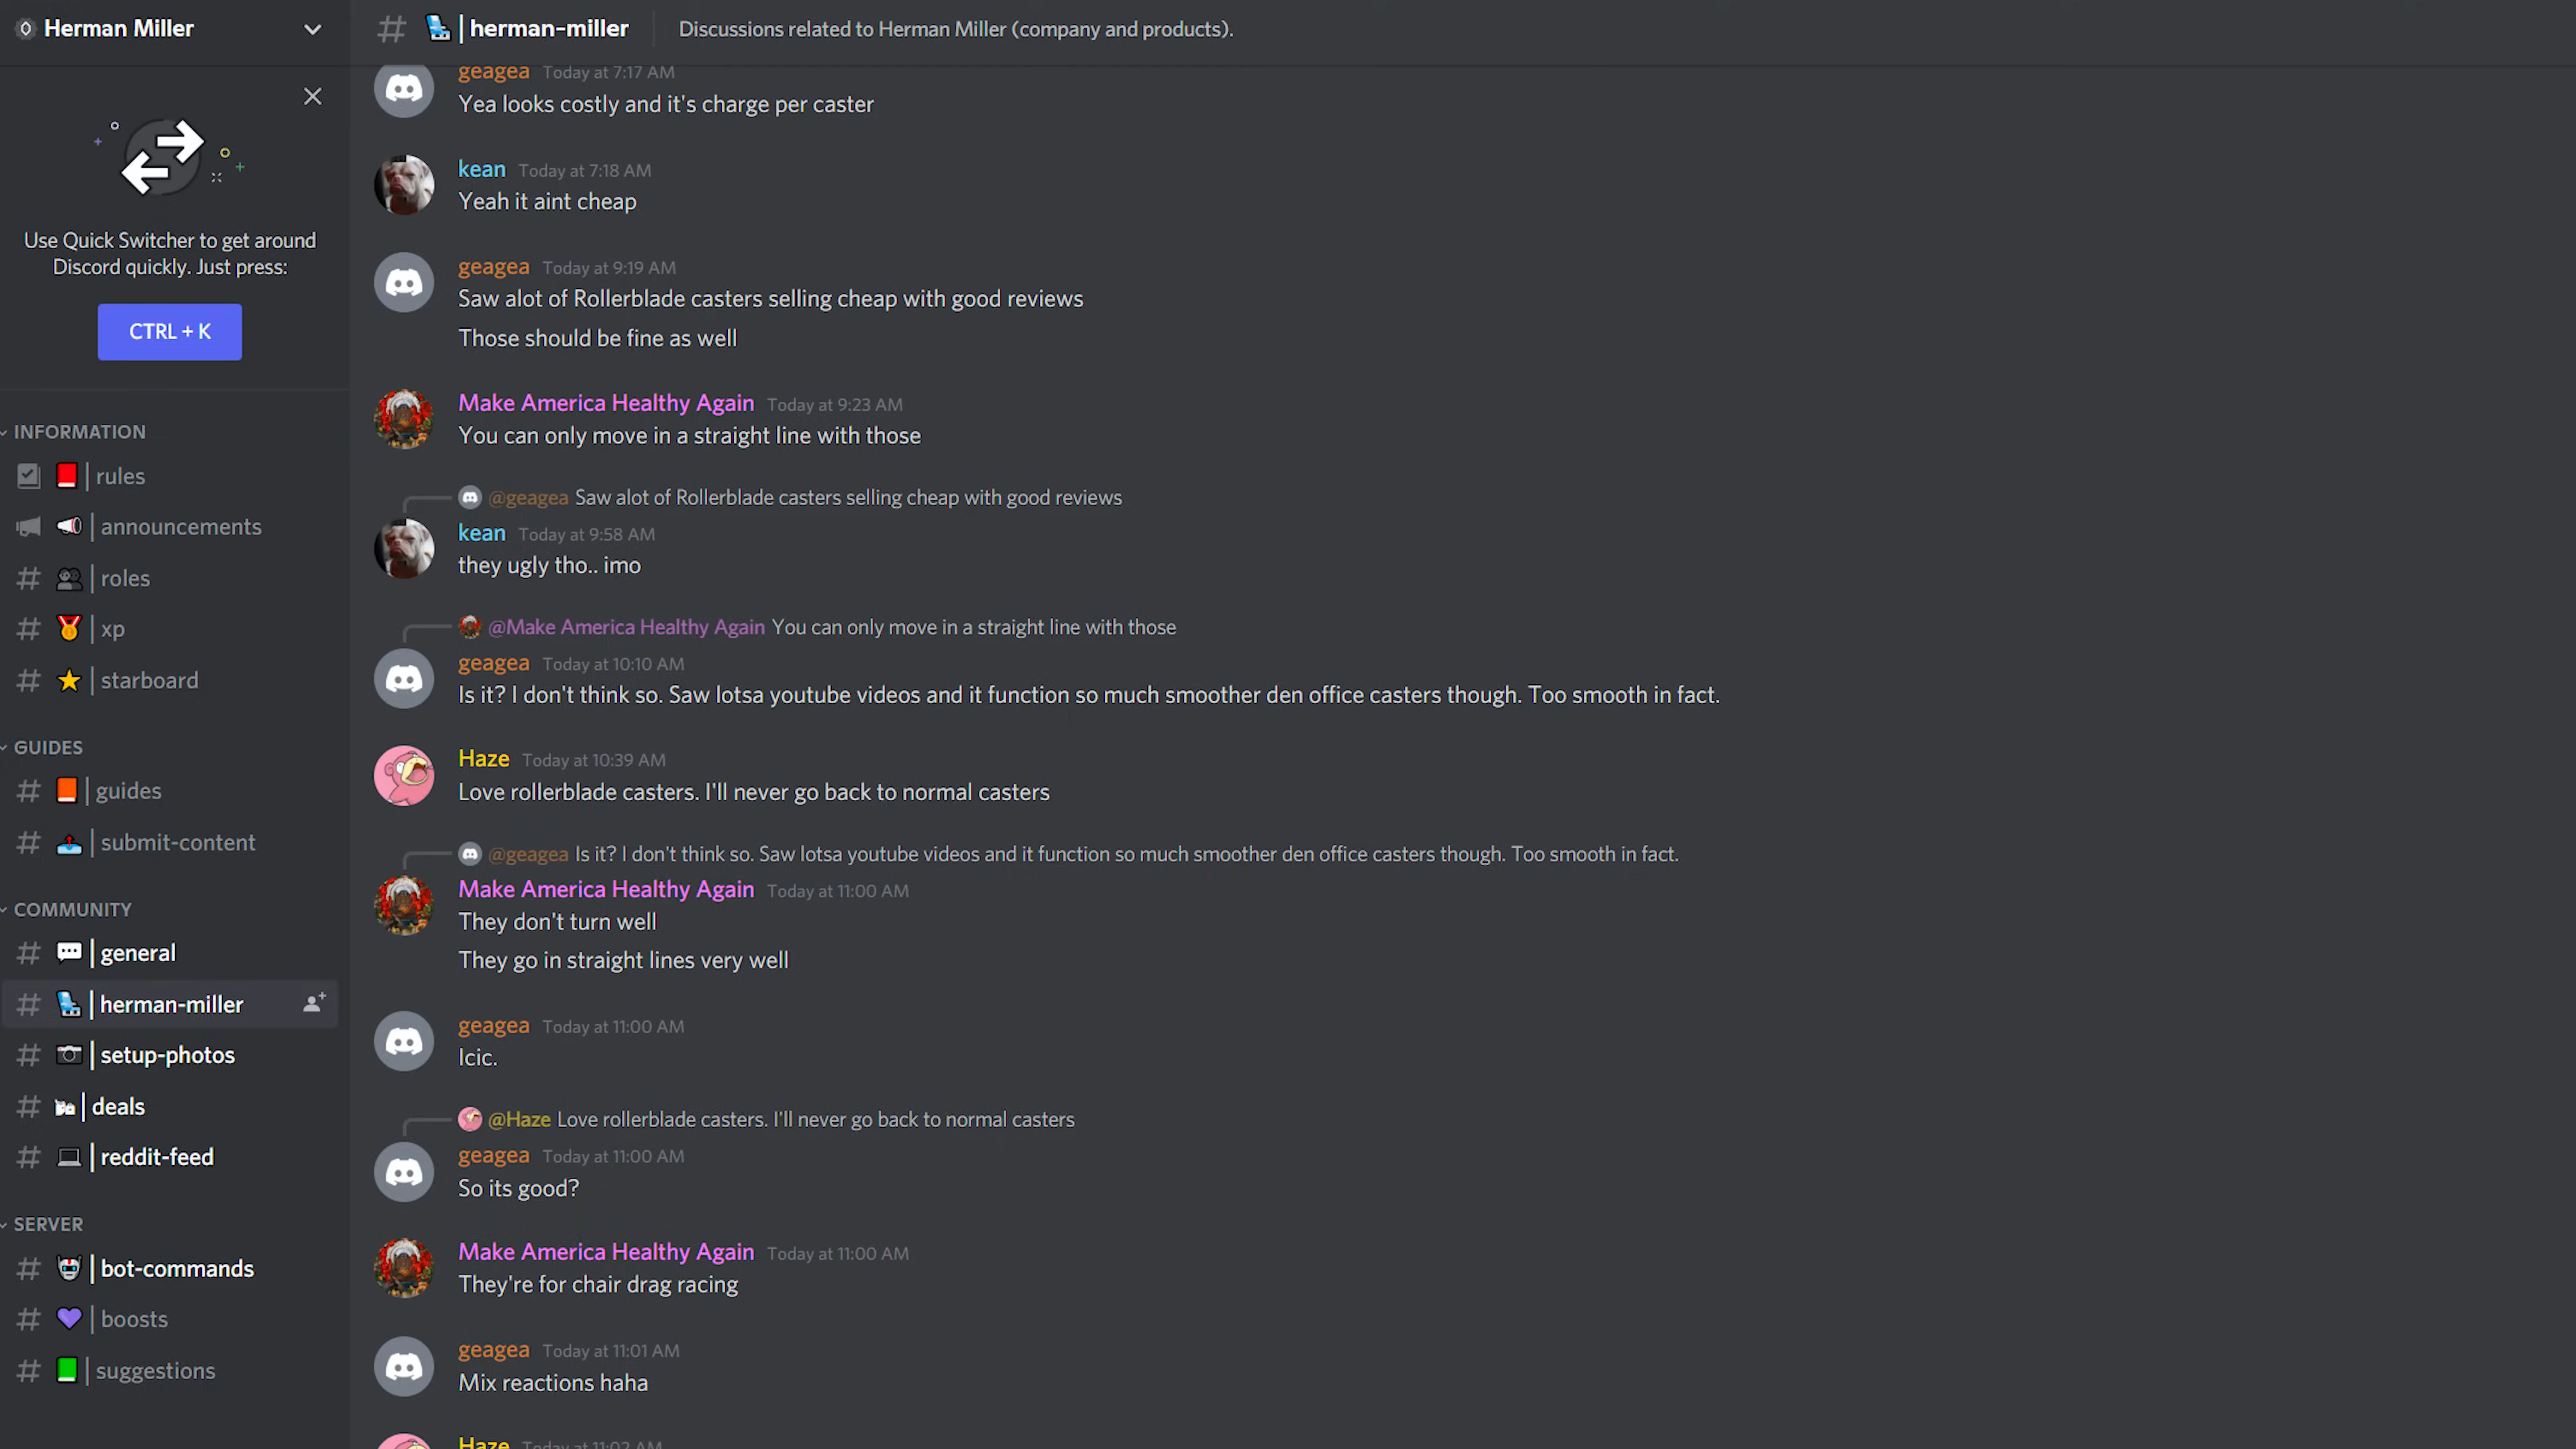 Herman Miller
Use Quick Switcher to get around
Discord quickly. Just press:
CTRL + K
INFORMATION
rules
announcements
roles
xp
starboard
GUIDES
guides
submit-content
COMMUNITY
general
herman-miller
setup-photos
deals
reddit-feed
SERVER
bot-commands
boosts
suggestions
herman-miller Discussions related to Herman Miller (company and products).
geagea Today at 7:17 AM
Yea looks costly and it's charge per caster
kean Today at 7:18 AM
Yeah it aint cheap
geagea Today at 9:19 AM
Saw alot of Rollerblade casters selling cheap with good reviews
Those should be fine as well
Make America Healthy Again Today at 9:23 AM
You can only move in a straight line with those
@geagea Saw alot of Rollerblade casters selling cheap with good reviews
kean Today at 9:58 AM
they ugly tho.. imo
@Make America Healthy Again You can only move in a straight line with those
geagea Today at 10:10 AM
Is it? I don't think so. Saw lotsa youtube videos and it function so much smoother den office casters though. Too smooth in fact.
Haze Today at 10:39 AM
Love rollerblade casters. I'll never go back to normal casters
@geagea Is it? I don't think so. Saw lotsa youtube videos and it function so much smoother den office casters though. Too smooth in fact.
Make America Healthy Again Today at 11:00 AM
They don't turn well
They go in straight lines very well
geagea Today at 11:00 AM
Icic.
@Haze Love rollerblade casters. I'll never go back to normal casters
geagea Today at 11:00 AM
So its good?
Make America Healthy Again Today at 11:00 AM
They're for chair drag racing
geagea Today at 11:01 AM
Mix reactions haha
Haze Today at 11:02 AM